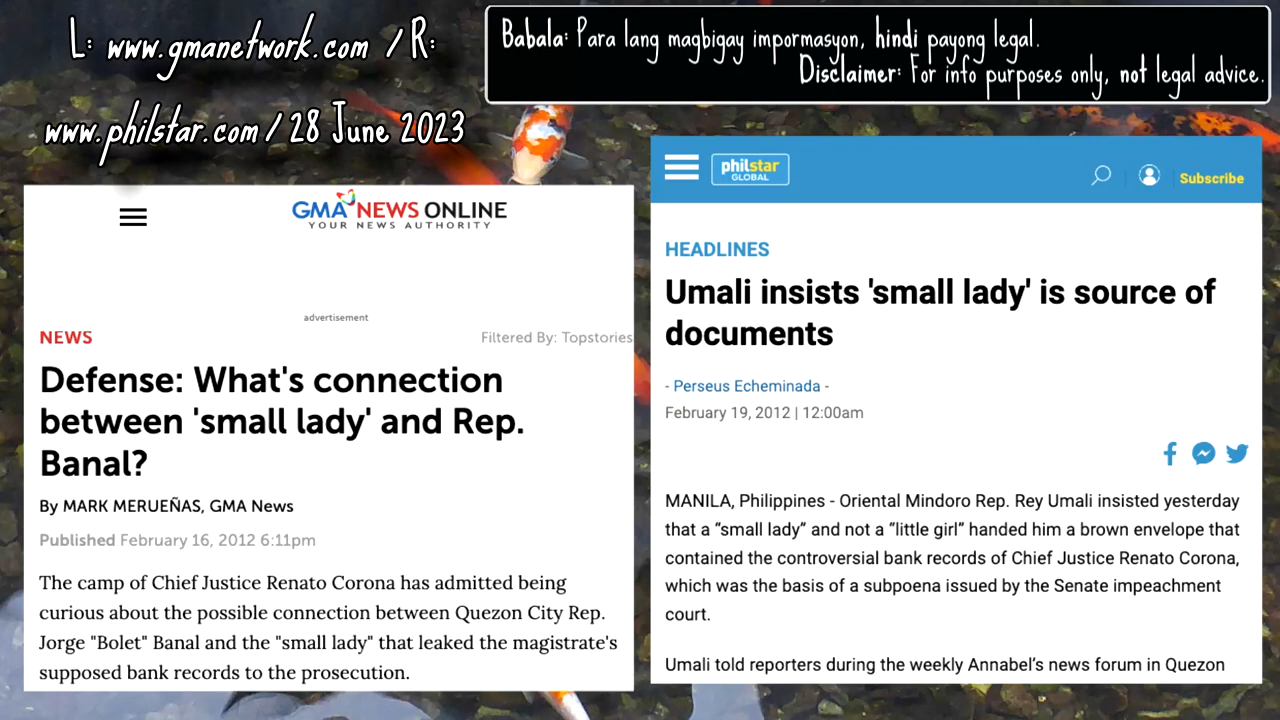 L: www.gmanetwork.com / R:
www.philstar.com / 28 June 2023
Babala: Para lang magbigay impormasyon, hindi payong legal.
Disclaimer: For info purposes only, not legal advice.
GMA NEWS ONLINE
YOUR NEWS AUTHORITY
advertisement
NEWS
Filtered By: Topstories
Defense: What's connection
between 'small lady' and Rep.
Banal?
By MARK MERUEÑAS, GMA News
Published February 16, 2012 6:11pm
The camp of Chief Justice Renato Corona has admitted being
curious about the possible connection between Quezon City Rep.
Jorge "Bolet" Banal and the "small lady" that leaked the magistrate's
supposed bank records to the prosecution.
philstar
GLOBAL
Subscribe
HEADLINES
Umali insists 'small lady' is source of
documents
- Perseus Echeminada -
February 19, 2012 | 12:00am
MANILA, Philippines - Oriental Mindoro Rep. Rey Umali insisted yesterday
that a “small lady” and not a “little girl” handed him a brown envelope that
contained the controversial bank records of Chief Justice Renato Corona,
which was the basis of a subpoena issued by the Senate impeachment
court.
Umali told reporters during the weekly Annabel’s news forum in Quezon